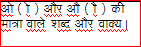 ओ ( ो ) और औ ( ौ ) की
मात्रा वाले शब्द और वाक्य।